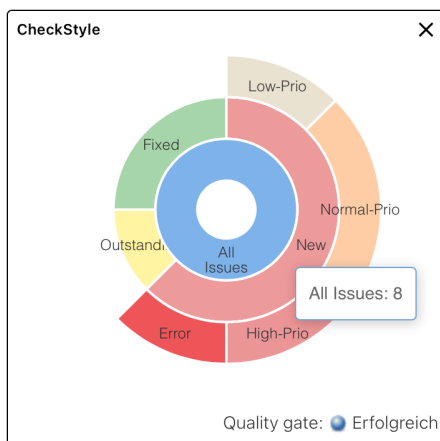 CheckStyle
Low-Prio
Fixed
Normal-Prio
Outstandi
New
All
Issues
All Issues: 8
Error
High-Prio
Quality gate: Erfolgreich